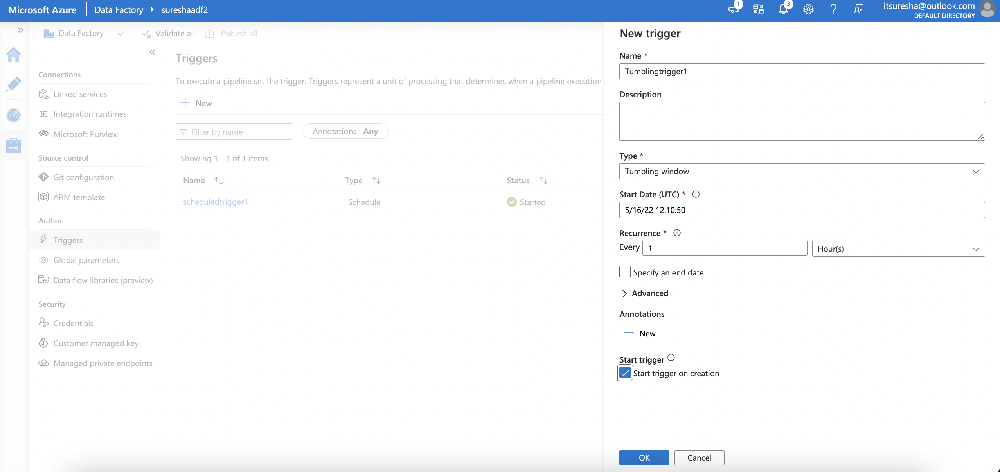 Microsoft Azure Data Factory sureshaadf2 1 3 itsuresha@outlook.com
DEFAULT DIRECTORY
Data Factory Validate all Publish all
Connections
Linked services
Integration runtimes
Microsoft Purview
Source control
Git configuration
ARM template
Author
Triggers
Global parameters
Data flow libraries (preview)
Security
Credentials
Customer managed key
Managed private endpoints
Triggers
To execute a pipeline set the trigger. Triggers represent a unit of processing that determines when a pipeline execution
New
Filter by name Annotations : Any
Showing 1 - 1 of 1 items
Name Type Status
scheduledtrigger1 Schedule Started
New trigger
Name *
Tumblingtrigger1
Description
Type *
Tumbling window
Start Date (UTC) *
5/16/22 12:10:50
Recurrence *
Every 1 Hour(s)
Specify an end date
Advanced
Annotations
New
Start trigger
Start trigger on creation
OK Cancel